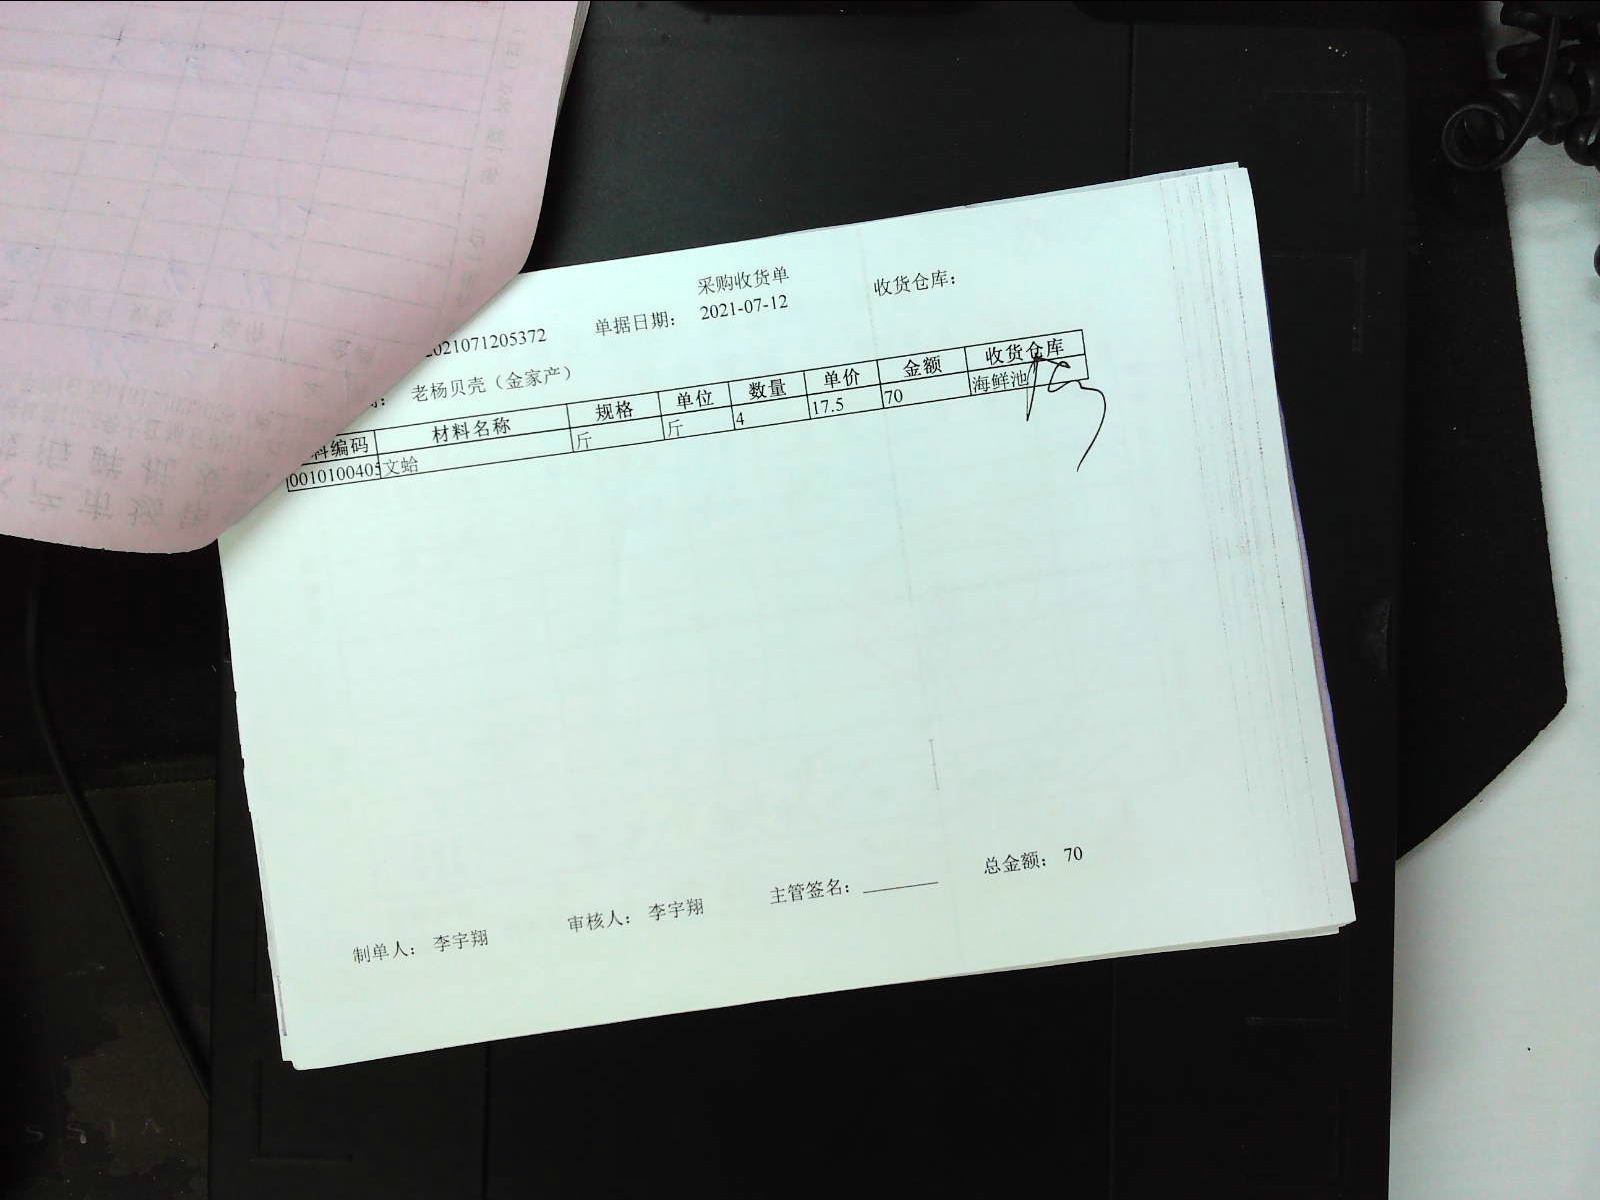 采购收货单
2021071205372 单据日期： 2021-07-12 收货仓库：
老杨贝壳（金家产）
料编码 材料名称 规格 单位 数量 单价 金额 收货仓库
0010100405 文蛤 斤 斤 4 17.5 70 海鲜池
制单人： 李宇翔 审核人： 李宇翔 主管签名： 总金额： 70